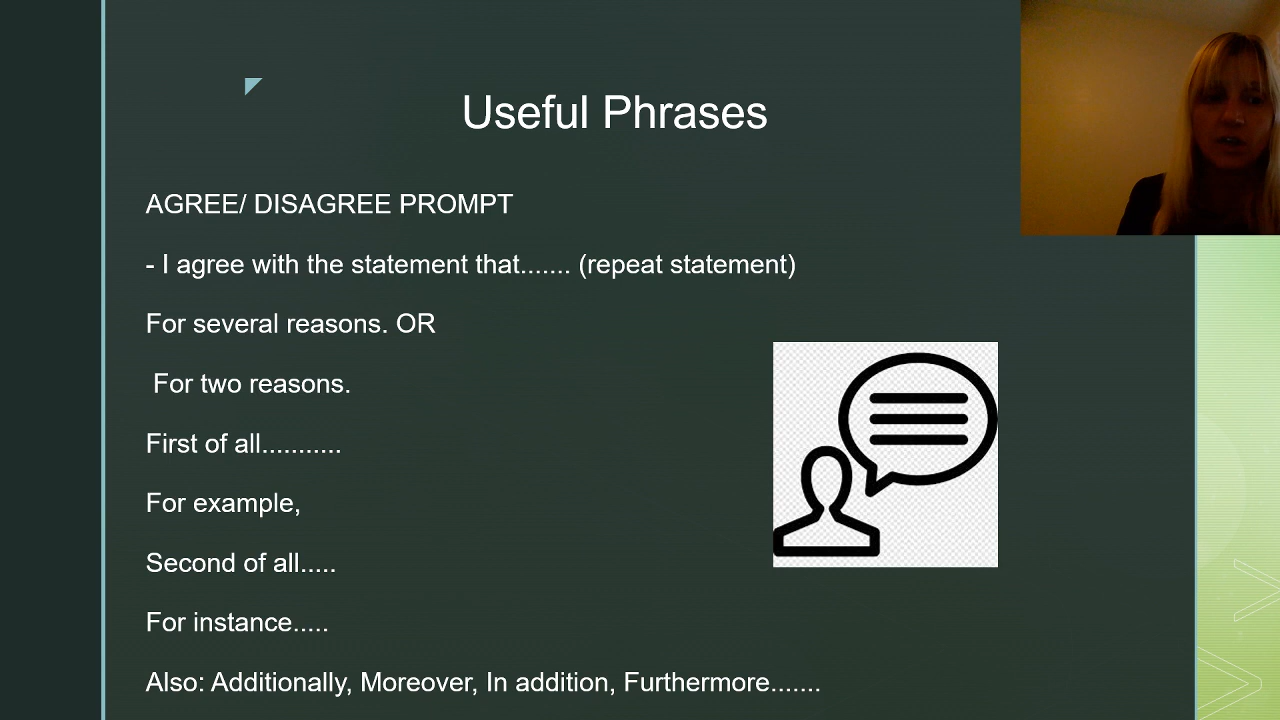 Useful Phrases
AGREE/ DISAGREE PROMPT
- I agree with the statement that....... (repeat statement)
For several reasons. OR
For two reasons.
First of all...........
For example,
Second of all.....
For instance.....
Also: Additionally, Moreover, In addition, Furthermore.......